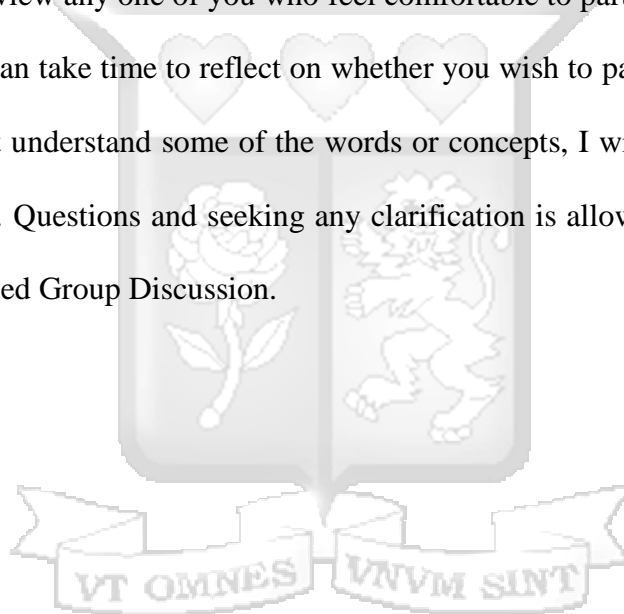 view any one of you who feel comfortable to part
an take time to reflect on whether you wish to pa
understand some of the words or concepts, I wi
. Questions and seeking any clarification is allow
ed Group Discussion.
VT OMNES VNVM SINT